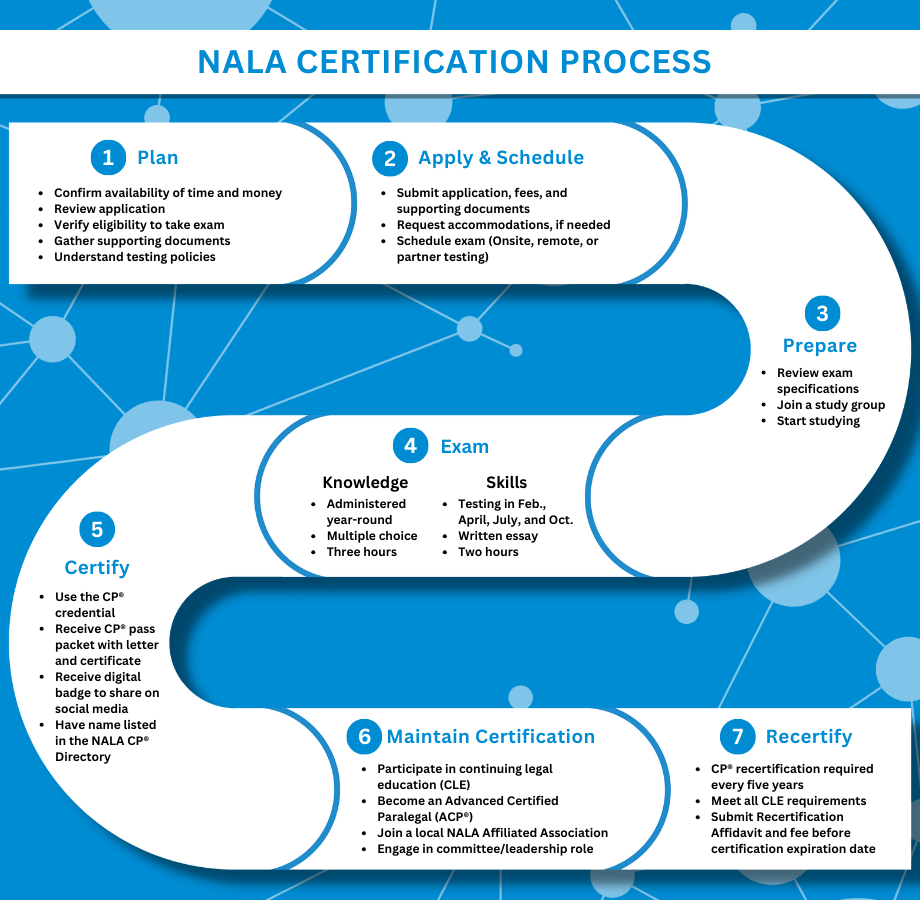 NALA CERTIFICATION PROCESS
1 Plan
• Confirm availability of time and money
• Review application
• Verify eligibility to take exam
• Gather supporting documents
• Understand testing policies
2 Apply & Schedule
• Submit application, fees, and
supporting documents
• Request accommodations, if needed
• Schedule exam (Onsite, remote, or
partner testing)
3
Prepare
• Review exam
specifications
• Join a study group
• Start studying
4 Exam
Knowledge
• Administered
year-round
• Multiple choice
• Three hours
Skills
• Testing in Feb.,
April, July, and Oct.
• Written essay
• Two hours
5
Certify
• Use the CP®
credential
• Receive CP® pass
packet with letter
and certificate
• Receive digital
badge to share on
social media
• Have name listed
in the NALA CP®
Directory
6 Maintain Certification
• Participate in continuing legal
education (CLE)
• Become an Advanced Certified
Paralegal (ACP®)
• Join a local NALA Affiliated Association
• Engage in committee/leadership role
7 Recertify
• CP® recertification required
every five years
• Meet all CLE requirements
• Submit Recertification
Affidavit and fee before
certification expiration date